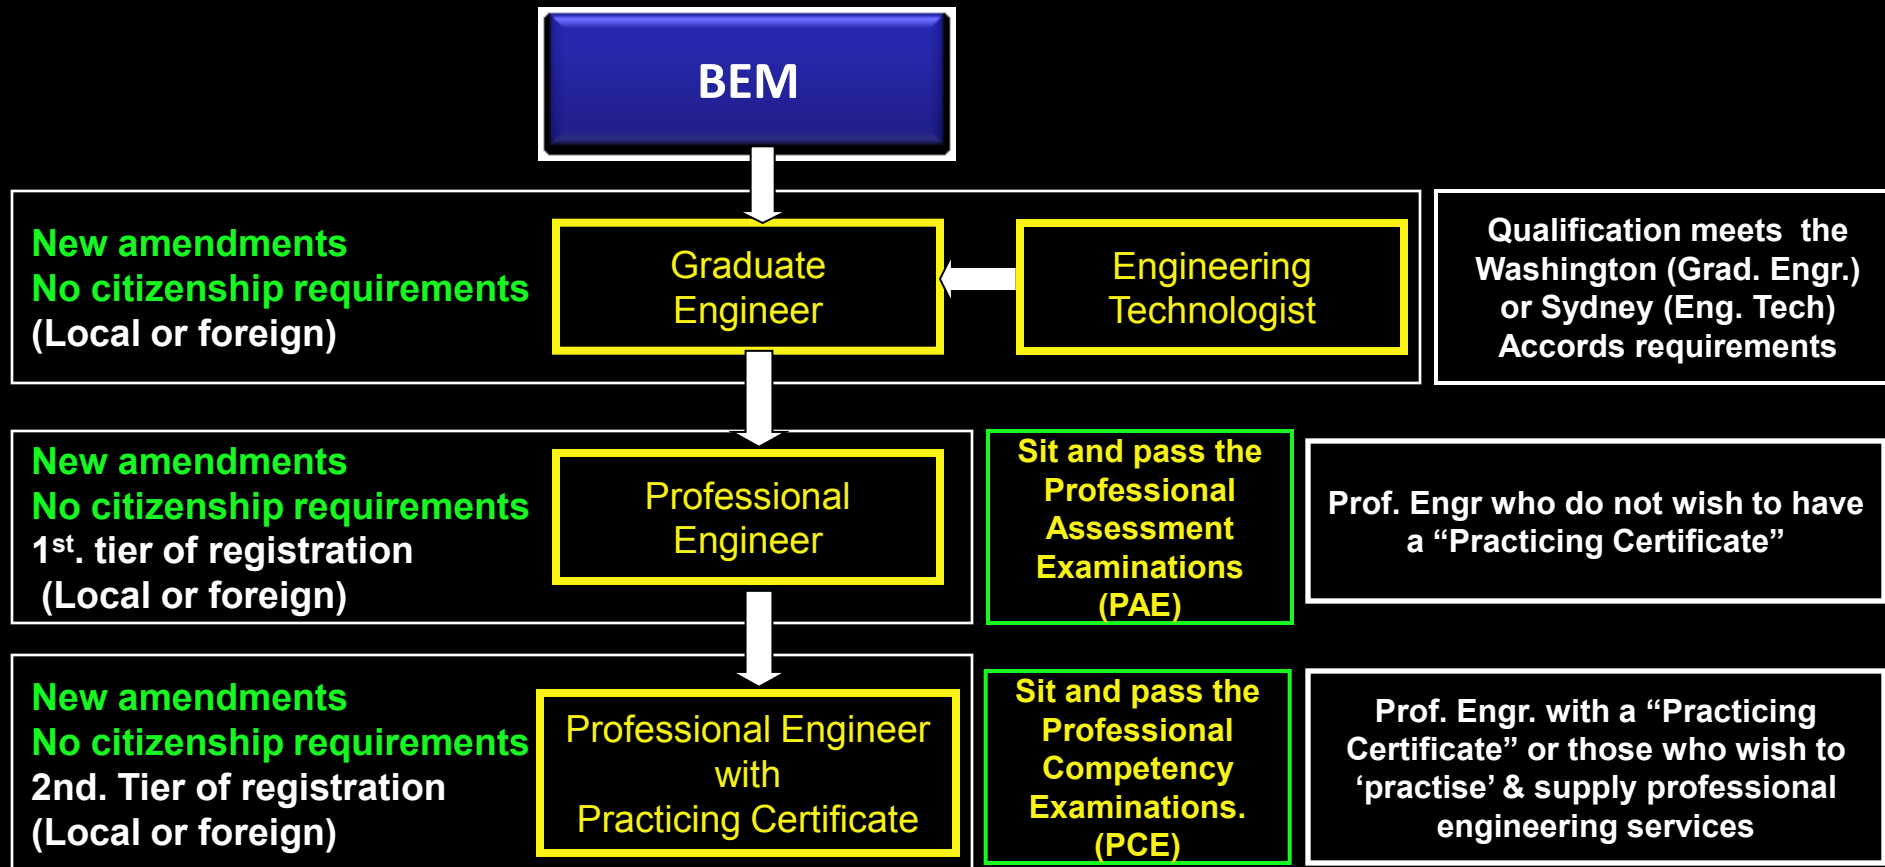 BEM
New amendments
No citizenship requirements
(Local or foreign)
Graduate
Engineer
Engineering
Technologist
Qualification meets the
Washington (Grad. Engr.)
or Sydney (Eng. Tech)
Accords requirements
New amendments
No citizenship requirements
1st. tier of registration
(Local or foreign)
Professional
Engineer
Sit and pass the
Professional
Assessment
Examinations
(PAE)
Prof. Engr who do not wish to have
a “Practicing Certificate”
New amendments
No citizenship requirements
2nd. Tier of registration
(Local or foreign)
Professional Engineer
with
Practicing Certificate
Sit and pass the
Professional
Competency
Examinations.
(PCE)
Prof. Engr. with a “Practicing
Certificate” or those who wish to
‘practise’ & supply professional
engineering services